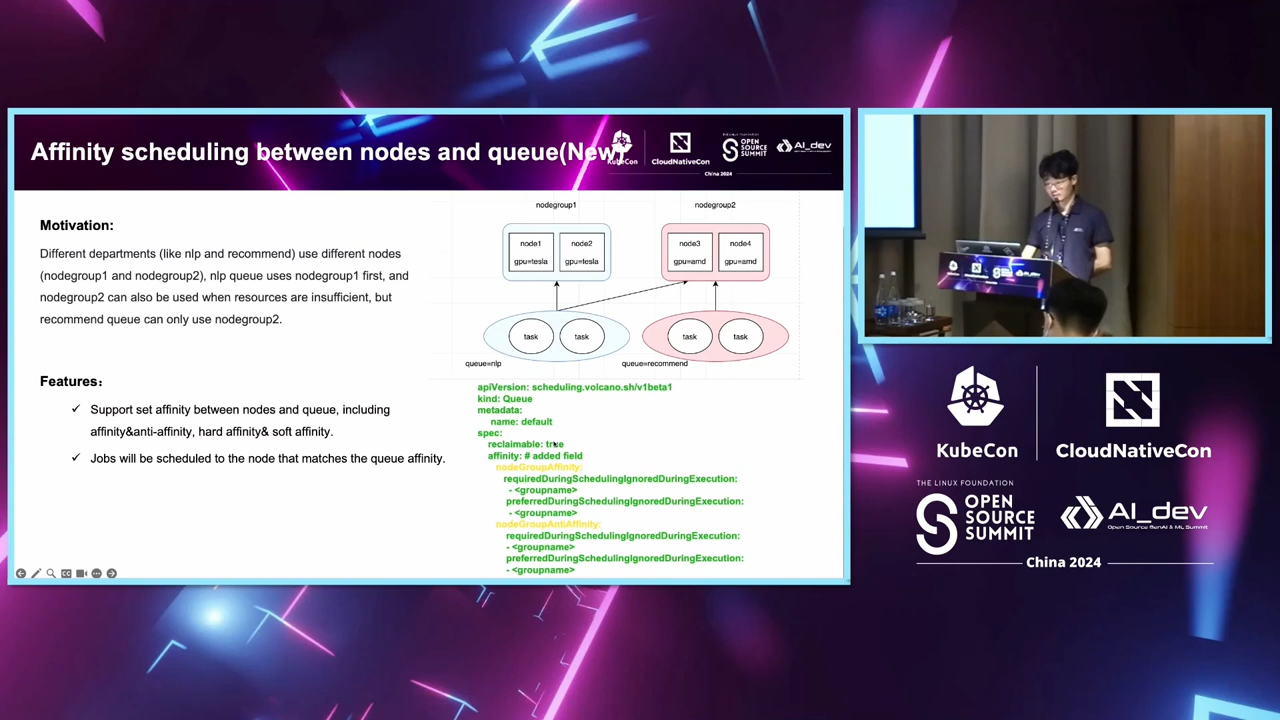 Affinity scheduling between nodes and queue(New)
KubeCon
CloudNativeCon
THE LINUX FOUNDATION
OPEN
SOURCE
SUMMIT
AI_dev
China 2024
Motivation:
Different departments (like nlp and recommend) use different nodes
(nodegroup1 and nodegroup2), nlp queue uses nodegroup1 first, and
nodegroup2 can also be used when resources are insufficient, but
recommend queue can only use nodegroup2.
Features:
✓ Support set affinity between nodes and queue, including
affinity&anti-affinity, hard affinity& soft affinity.
✓ Jobs will be scheduled to the node that matches the queue affinity.
nodegroup1
nodegroup2
node1
gpu=tesla
node2
gpu=tesla
node3
gpu=amd
node4
gpu=amd
task
task
task
task
queue=nlp
queue=recommend
apiVersion: scheduling.volcano.sh/v1beta1
kind: Queue
metadata:
name: default
spec:
reclaimable: true
affinity: # added field
nodeGroupAffinity:
requiredDuringSchedulingIgnoredDuringExecution:
- <groupname>
preferredDuringSchedulingIgnoredDuringExecution:
- <groupname>
nodeGroupAntiAffinity:
requiredDuringSchedulingIgnoredDuringExecution:
- <groupname>
preferredDuringSchedulingIgnoredDuringExecution:
- <groupname>
KubeCon
CloudNativeCon
THE LINUX FOUNDATION
OPEN
SOURCE
SUMMIT
AI_dev
Open Source GenAI & ML Summit
China 2024